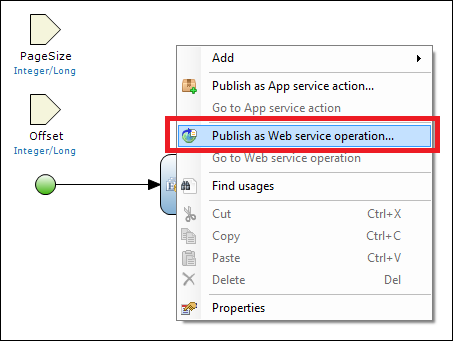 PageSize
Integer/Long
Offset
Integer/Long
Add
Publish as App service action...
Go to App service action
Publish as Web service operation...
Go to Web service operation
Find usages
Cut Ctrl+X
Copy Ctrl+C
Paste Ctrl+V
Delete Del
Properties